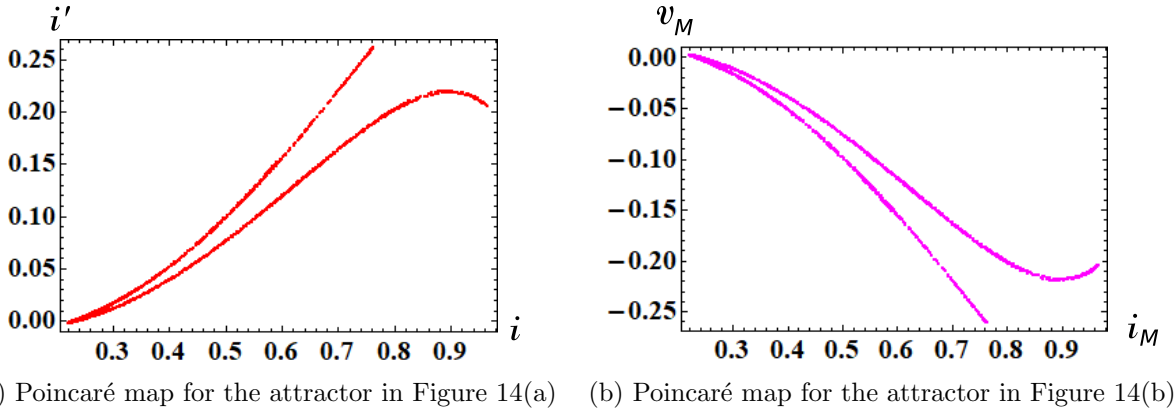 i′
0.25
0.20
0.15
0.10
0.05
0.00
0.3 0.4 0.5 0.6 0.7 0.8 0.9
i
v_M
0.00
−0.05
−0.10
−0.15
−0.20
−0.25
0.3 0.4 0.5 0.6 0.7 0.8 0.9
i_M
) Poincaré map for the attractor in Figure 14(a)
(b) Poincaré map for the attractor in Figure 14(b)